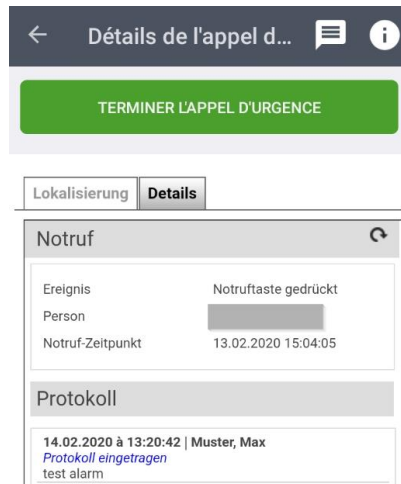 Détails de l'appel d...
TERMINER L'APPEL D'URGENCE
Lokalisierung Details
Notruf
Ereignis Notruftaste gedrückt
Person
Notruf-Zeitpunkt 13.02.2020 15:04:05
Protokoll
14.02.2020 à 13:20:42 | Muster, Max
Protokoll eingetragen
test alarm